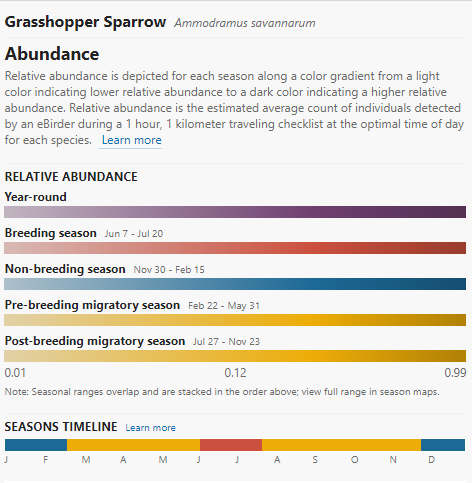 Grasshopper Sparrow Ammodramus savannarum
Abundance
Relative abundance is depicted for each season along a color gradient from a light
color indicating lower relative abundance to a dark color indicating a higher relative
abundance. Relative abundance is the estimated average count of individuals detected
by an eBirder during a 1 hour, 1 kilometer traveling checklist at the optimal time of day
for each species. Learn more
RELATIVE ABUNDANCE
Year-round
Breeding season Jun 7 - Jul 20
Non-breeding season Nov 30 - Feb 15
Pre-breeding migratory season Feb 22 - May 31
Post-breeding migratory season Jul 27 - Nov 23
0.01 0.12 0.99
Note: Seasonal ranges overlap and are stacked in the order above; view full range in season maps.
SEASONS TIMELINE Learn more
J F M A M J J A S O N D